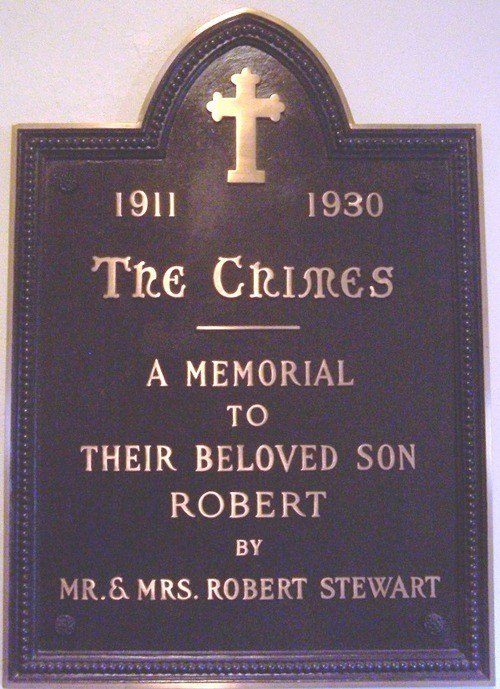 1911 1930
The Chimes
A MEMORIAL
TO
THEIR BELOVED SON
ROBERT
BY
MR. & MRS. ROBERT STEWART